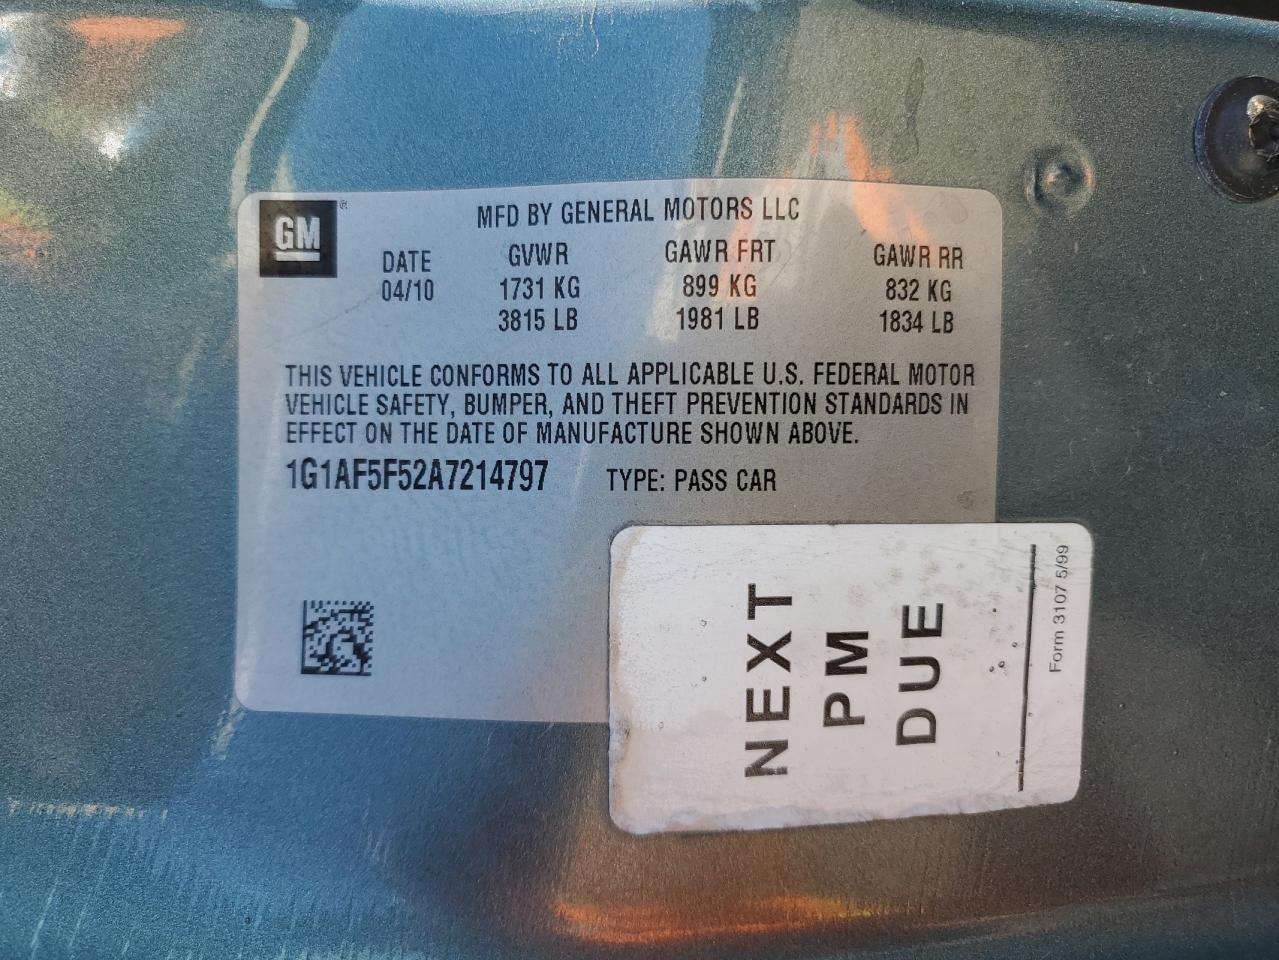 GM®
MFD BY GENERAL MOTORS LLC
DATE GVWR GAWR FRT GAWR RR
04/10 1731 KG 899 KG 832 KG
3815 LB 1981 LB 1834 LB
THIS VEHICLE CONFORMS TO ALL APPLICABLE U.S. FEDERAL MOTOR
VEHICLE SAFETY, BUMPER, AND THEFT PREVENTION STANDARDS IN
EFFECT ON THE DATE OF MANUFACTURE SHOWN ABOVE.
1G1AF5F52A7214797 TYPE: PASS CAR
NEXT
PM
DUE
Form 3107 5/99